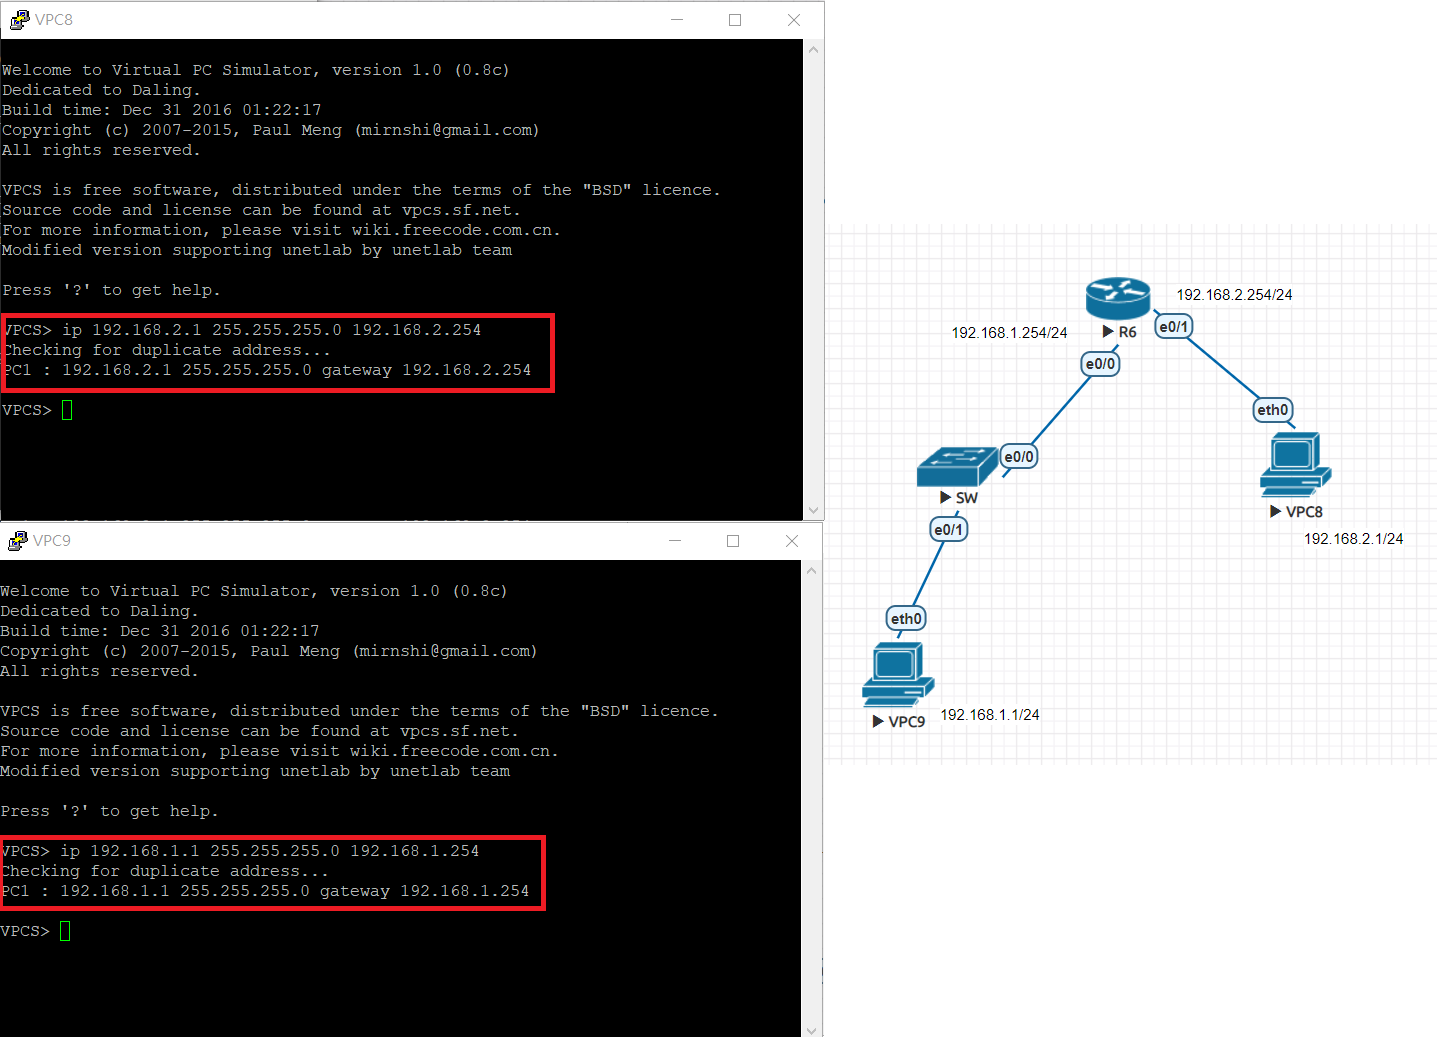 VPC8
Welcome to Virtual PC Simulator, version 1.0 (0.8c)
Dedicated to Daling.
Build time: Dec 31 2016 01:22:17
Copyright (c) 2007-2015, Paul Meng (mirnshi@gmail.com)
All rights reserved.
VPCS is free software, distributed under the terms of the "BSD" licence.
Source code and license can be found at vpcs.sf.net.
For more information, please visit wiki.freecode.com.cn.
Modified version supporting unetlab by unetlab team
Press '?' to get help.
VPCS> ip 192.168.2.1 255.255.255.0 192.168.2.254
Checking for duplicate address...
PC1 : 192.168.2.1 255.255.255.0 gateway 192.168.2.254
VPCS>
VPC9
Welcome to Virtual PC Simulator, version 1.0 (0.8c)
Dedicated to Daling.
Build time: Dec 31 2016 01:22:17
Copyright (c) 2007-2015, Paul Meng (mirnshi@gmail.com)
All rights reserved.
VPCS is free software, distributed under the terms of the "BSD" licence.
Source code and license can be found at vpcs.sf.net.
For more information, please visit wiki.freecode.com.cn.
Modified version supporting unetlab by unetlab team
Press '?' to get help.
VPCS> ip 192.168.1.1 255.255.255.0 192.168.1.254
Checking for duplicate address...
PC1 : 192.168.1.1 255.255.255.0 gateway 192.168.1.254
VPCS>
192.168.2.254/24
192.168.1.254/24
R6
e0/1
e0/0
eth0
e0/0
SW
VPC8
e0/1
192.168.2.1/24
eth0
192.168.1.1/24
VPC9